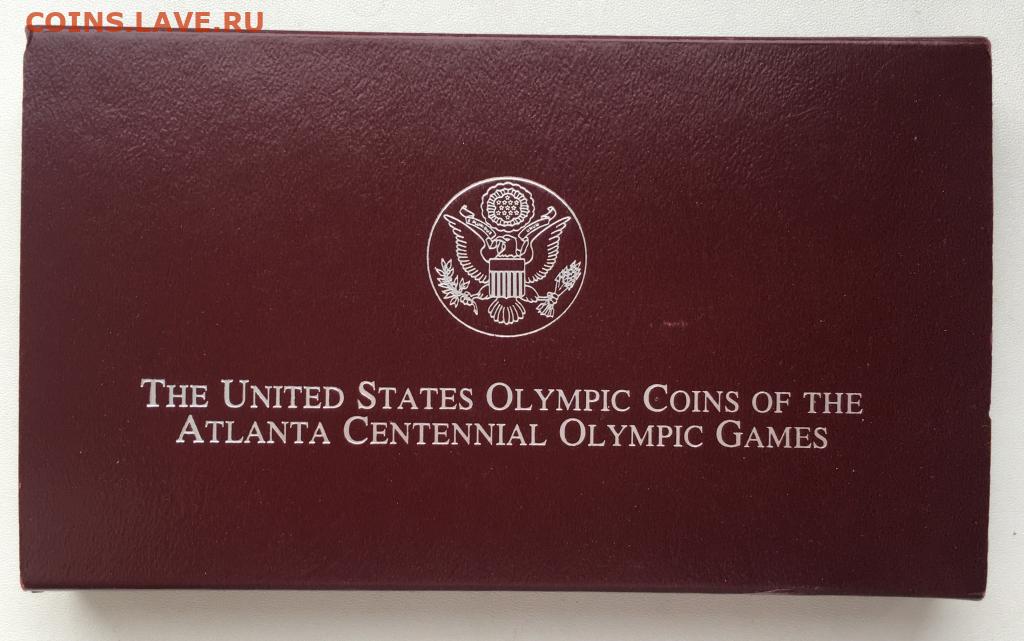 COINS.LAVE.RU
THE UNITED STATES OLYMPIC COINS OF THE
ATLANTA CENTENNIAL OLYMPIC GAMES